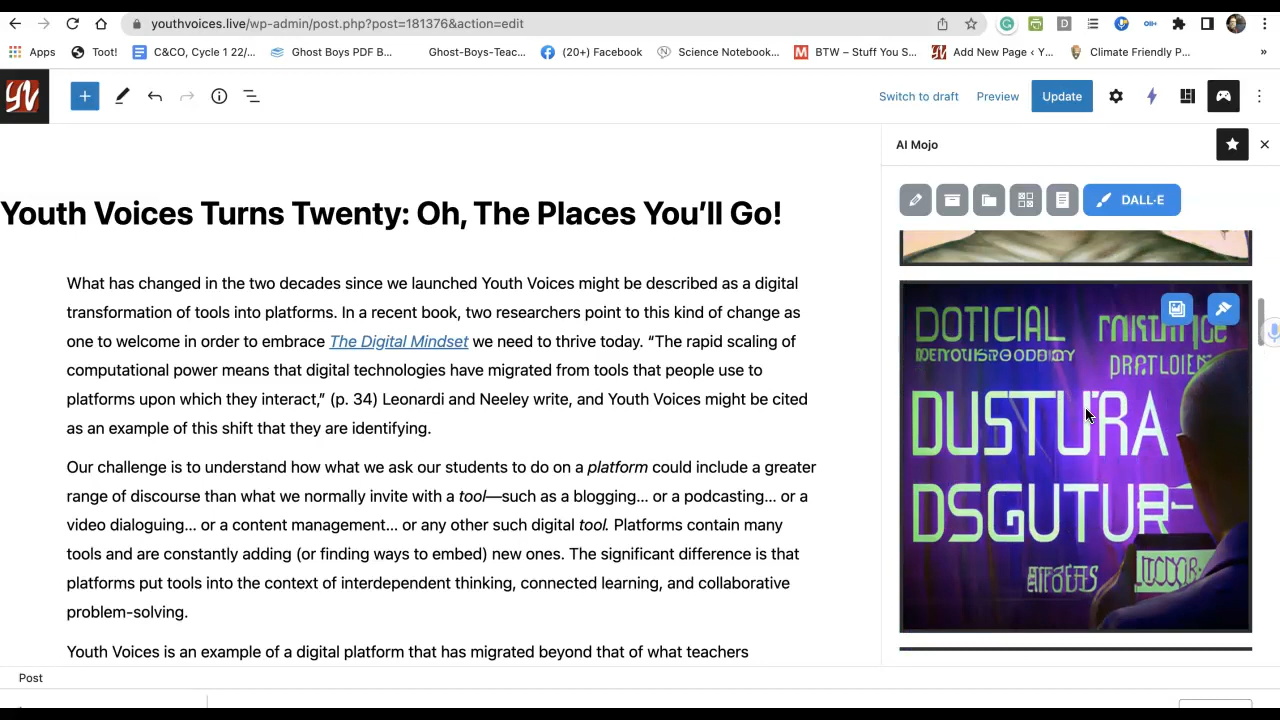 youthvoices.live/wp-admin/post.php?post=181376&action=edit
Apps Toot! C&CO, Cycle 1 22/... Ghost Boys PDF B... Ghost-Boys-Teac... (20+) Facebook Science Notebook... BTW – Stuff You S... Add New Page ‹ Y... Climate Friendly P... »
YV Switch to draft Preview Update
AI Mojo
DALL·E
Youth Voices Turns Twenty: Oh, The Places You’ll Go!
What has changed in the two decades since we launched Youth Voices might be described as a digital
transformation of tools into platforms. In a recent book, two researchers point to this kind of change as
one to welcome in order to embrace The Digital Mindset we need to thrive today. “The rapid scaling of
computational power means that digital technologies have migrated from tools that people use to
platforms upon which they interact,” (p. 34) Leonardi and Neeley write, and Youth Voices might be cited
as an example of this shift that they are identifying.
Our challenge is to understand how what we ask our students to do on a platform could include a greater
range of discourse than what we normally invite with a tool—such as a blogging... or a podcasting... or a
video dialoguing... or a content management... or any other such digital tool. Platforms contain many
tools and are constantly adding (or finding ways to embed) new ones. The significant difference is that
platforms put tools into the context of independent thinking, connected learning, and collaborative
problem-solving.
Youth Voices is an example of a digital platform that has migrated beyond that of what teachers
DOTICIAL
DUSTURA
DSGUTUR
Post